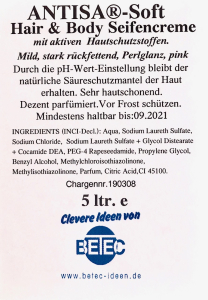 ANTISA®-Soft
Hair & Body Seifencreme
mit aktiven Hautschutzstoffen.
Mild, stark rückfettend, Perlglanz, pink
Durch die pH-Wert-Einstellung bleibt der
natürliche Säureschutzmantel der Haut
erhalten. Sehr hautschonend.
Dezent parfümiert.Vor Frost schützen.
Mindestens haltbar bis:09.2021
INGREDIENTS (INCI-Decl.): Aqua, Sodium Laureth Sulfate,
Sodium Chloride, Sodium Laureth Sulfate + Glycol Distearate
+ Cocamide DEA, PEG-4 Rapeseedamide, Propylene Glycol,
Benzyl Alcohol, Methylchloroisothiazolinone,
Methylisothiazolinone, Parfum, Citric Acid,CI 45100.
Chargennr.190308
5 ltr. e
Clevere Ideen von
BETEC
www.betec-ideen.de